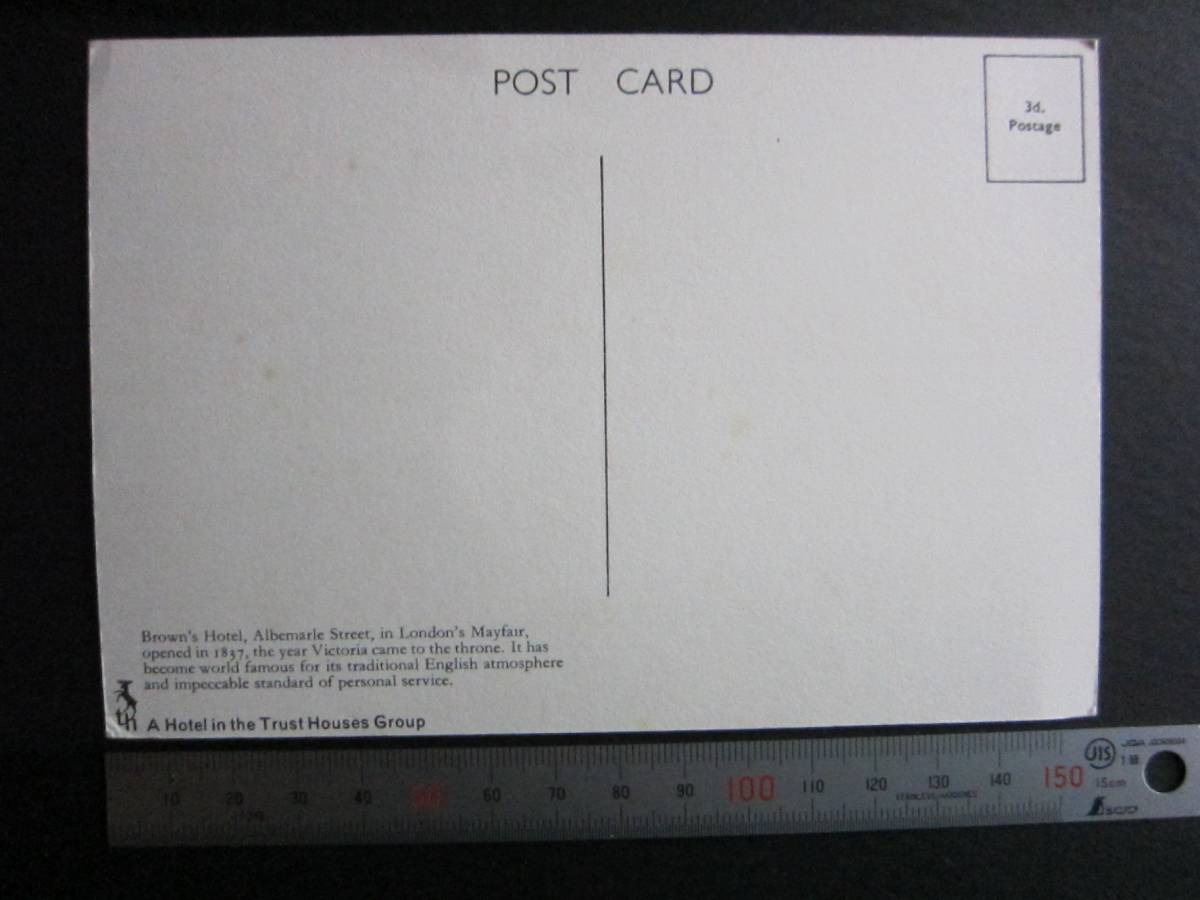 POST CARD
3d.
Postage
Brown's Hotel, Albemarle Street, in London's Mayfair,
opened in 1837, the year Victoria came to the throne. It has
become world famous for its traditional English atmosphere
and impeccable standard of personal service.
th A Hotel in the Trust Houses Group
JIS
10 20 30 40 60 70 80 90 100 110 120 130 140 150 15cm